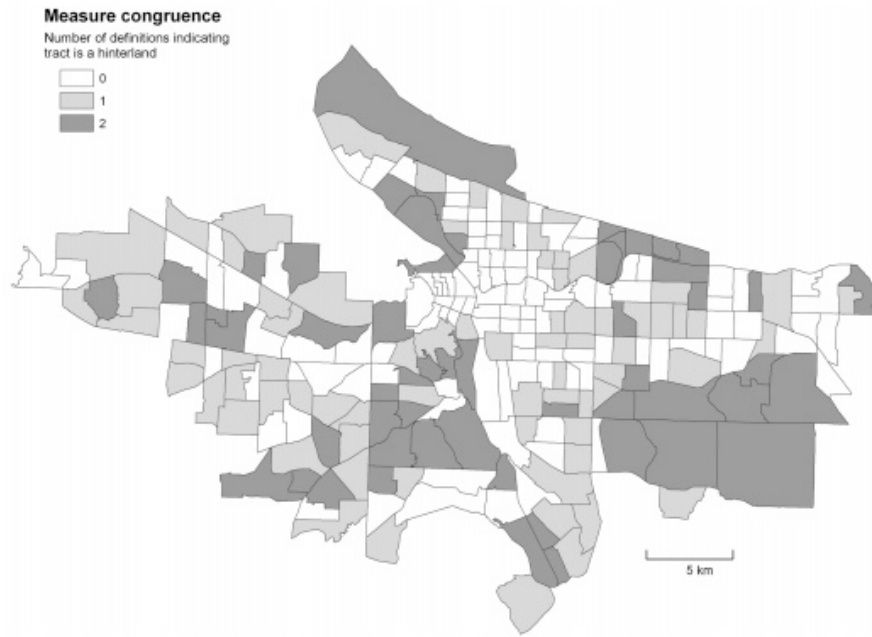 Measure congruence
Number of definitions indicating
tract is a hinterland
0
1
2
5 km